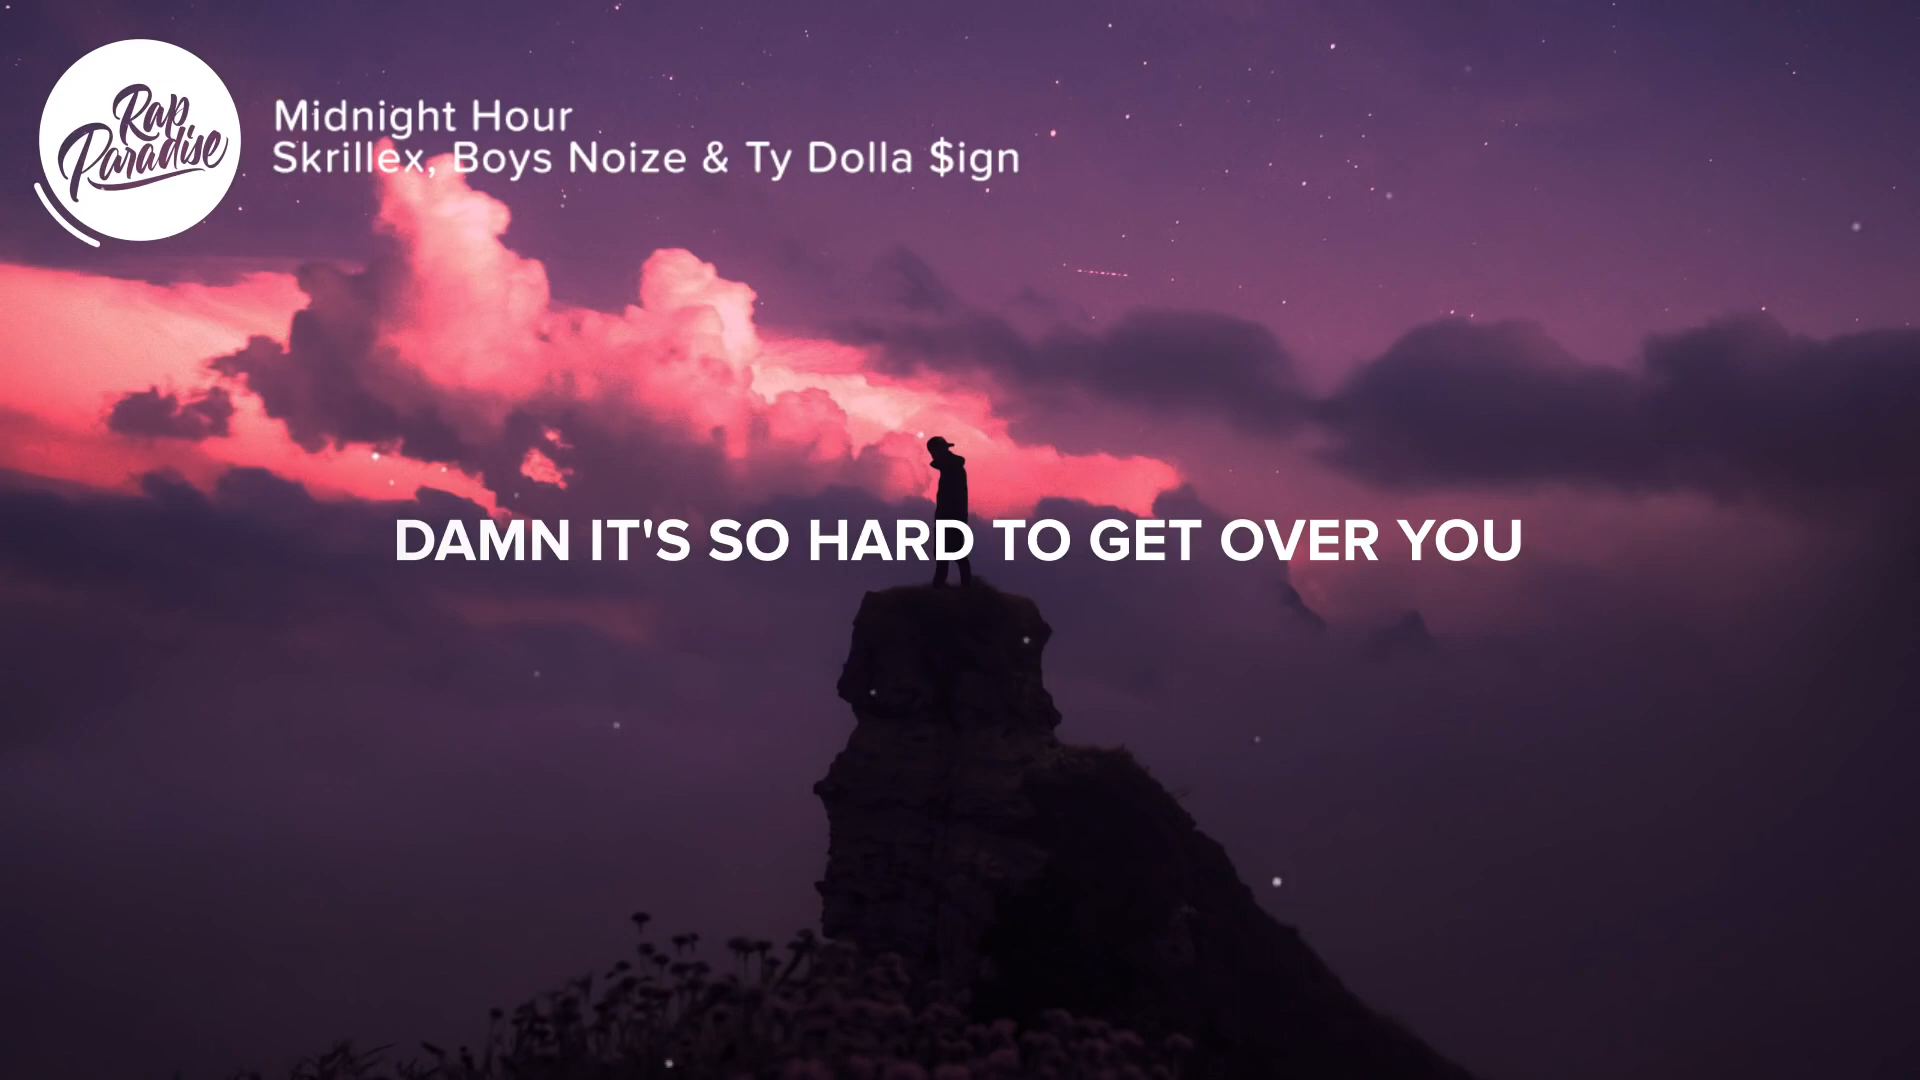 Rap
Paradise
Midnight Hour
Skrillex, Boys Noize & Ty Dolla $ign
DAMN IT'S SO HARD TO GET OVER YOU